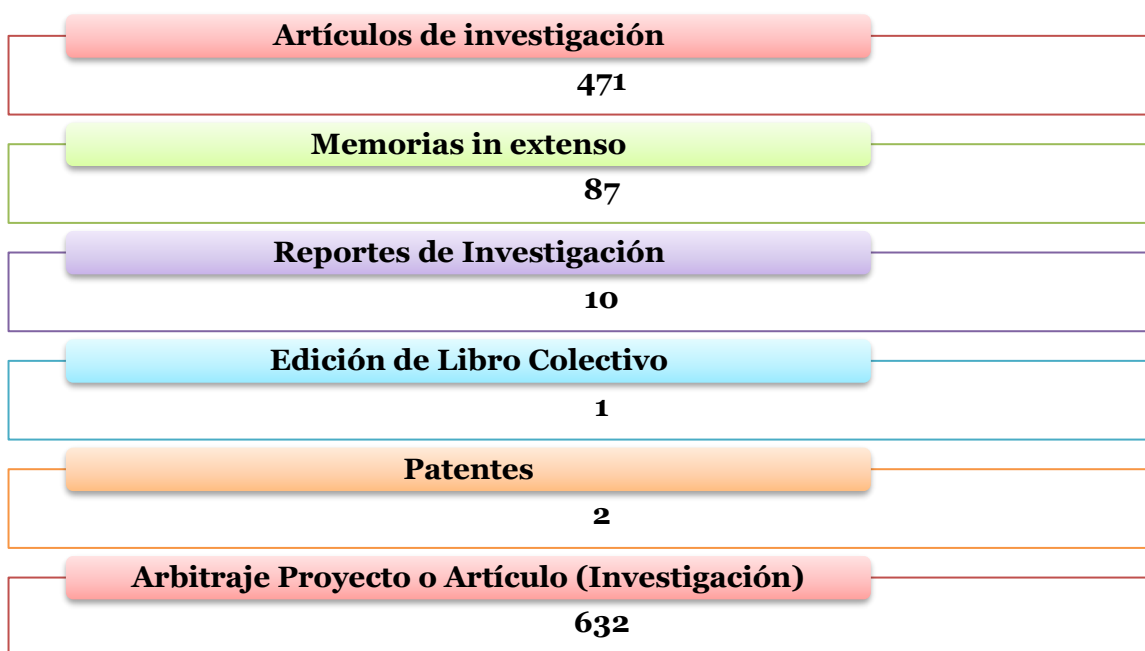 Artículos de investigación
471
Memorias in extenso
87
Reportes de Investigación
10
Edición de Libro Colectivo
1
Patentes
2
Arbitraje Proyecto o Artículo (Investigación)
632